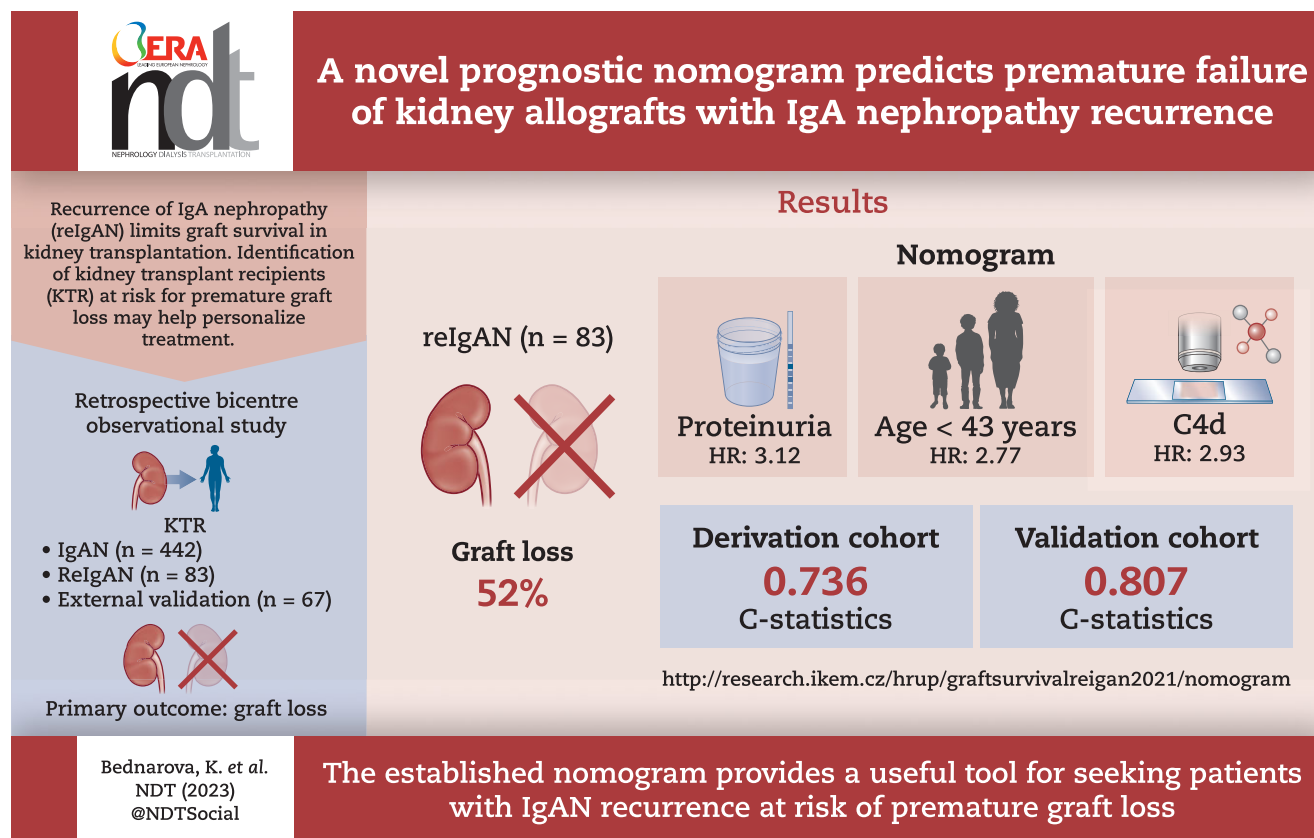 ERA
LEADING EUROPEAN NEPHROLOGY
ndt
NEPHROLOGY DIALYSIS TRANSPLANTATION
A novel prognostic nomogram predicts premature failure
of kidney allografts with IgA nephropathy recurrence
Recurrence of IgA nephropathy
(reIgAN) limits graft survival in
kidney transplantation. Identification
of kidney transplant recipients
(KTR) at risk for premature graft
loss may help personalize
treatment.
Retrospective bicentre
observational study
KTR
• IgAN (n = 442)
• ReIgAN (n = 83)
• External validation (n = 67)
Primary outcome: graft loss
Results
reIgAN (n = 83)
Graft loss
52%
Nomogram
Proteinuria
HR: 3.12
Age < 43 years
HR: 2.77
C4d
HR: 2.93
Derivation cohort
0.736
C-statistics
Validation cohort
0.807
C-statistics
http://research.ikem.cz/hrup/graftsurvivalreigan2021/nomogram
Bednarova, K. et al.
NDT (2023)
@NDTSocial
The established nomogram provides a useful tool for seeking patients
with IgAN recurrence at risk of premature graft loss